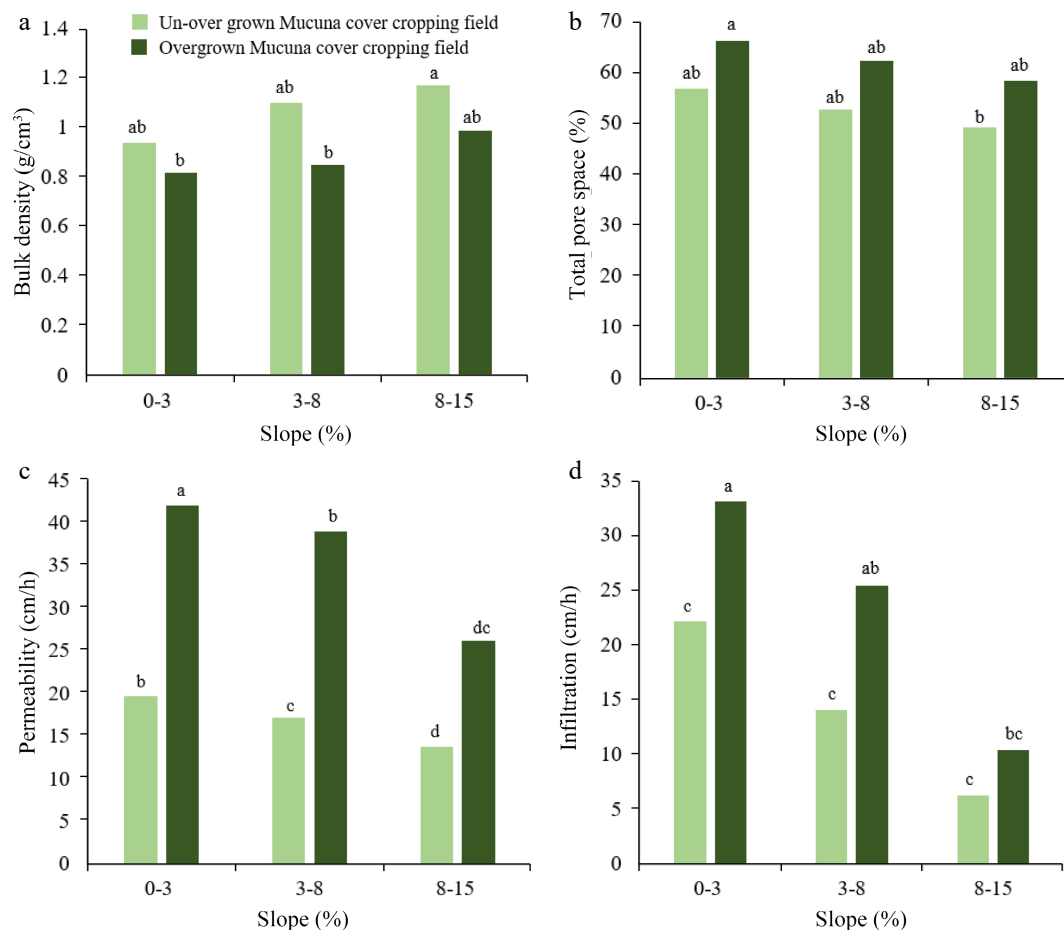 a
Un-over grown Mucuna cover cropping field
Overgrown Mucuna cover cropping field
Bulk density (g/cm³)
1.4
1.2
1
0.8
0.6
0.4
0.2
0
ab
b
ab
b
a
ab
0-3
3-8
8-15
Slope (%)
b
Total pore space (%)
70
60
50
40
30
20
10
0
ab
a
ab
ab
b
ab
0-3
3-8
8-15
Slope (%)
c
Permeability (cm/h)
45
40
35
30
25
20
15
10
5
0
b
a
c
b
d
dc
0-3
3-8
8-15
Slope (%)
d
Infiltration (cm/h)
35
30
25
20
15
10
5
0
c
a
c
ab
c
bc
0-3
3-8
8-15
Slope (%)